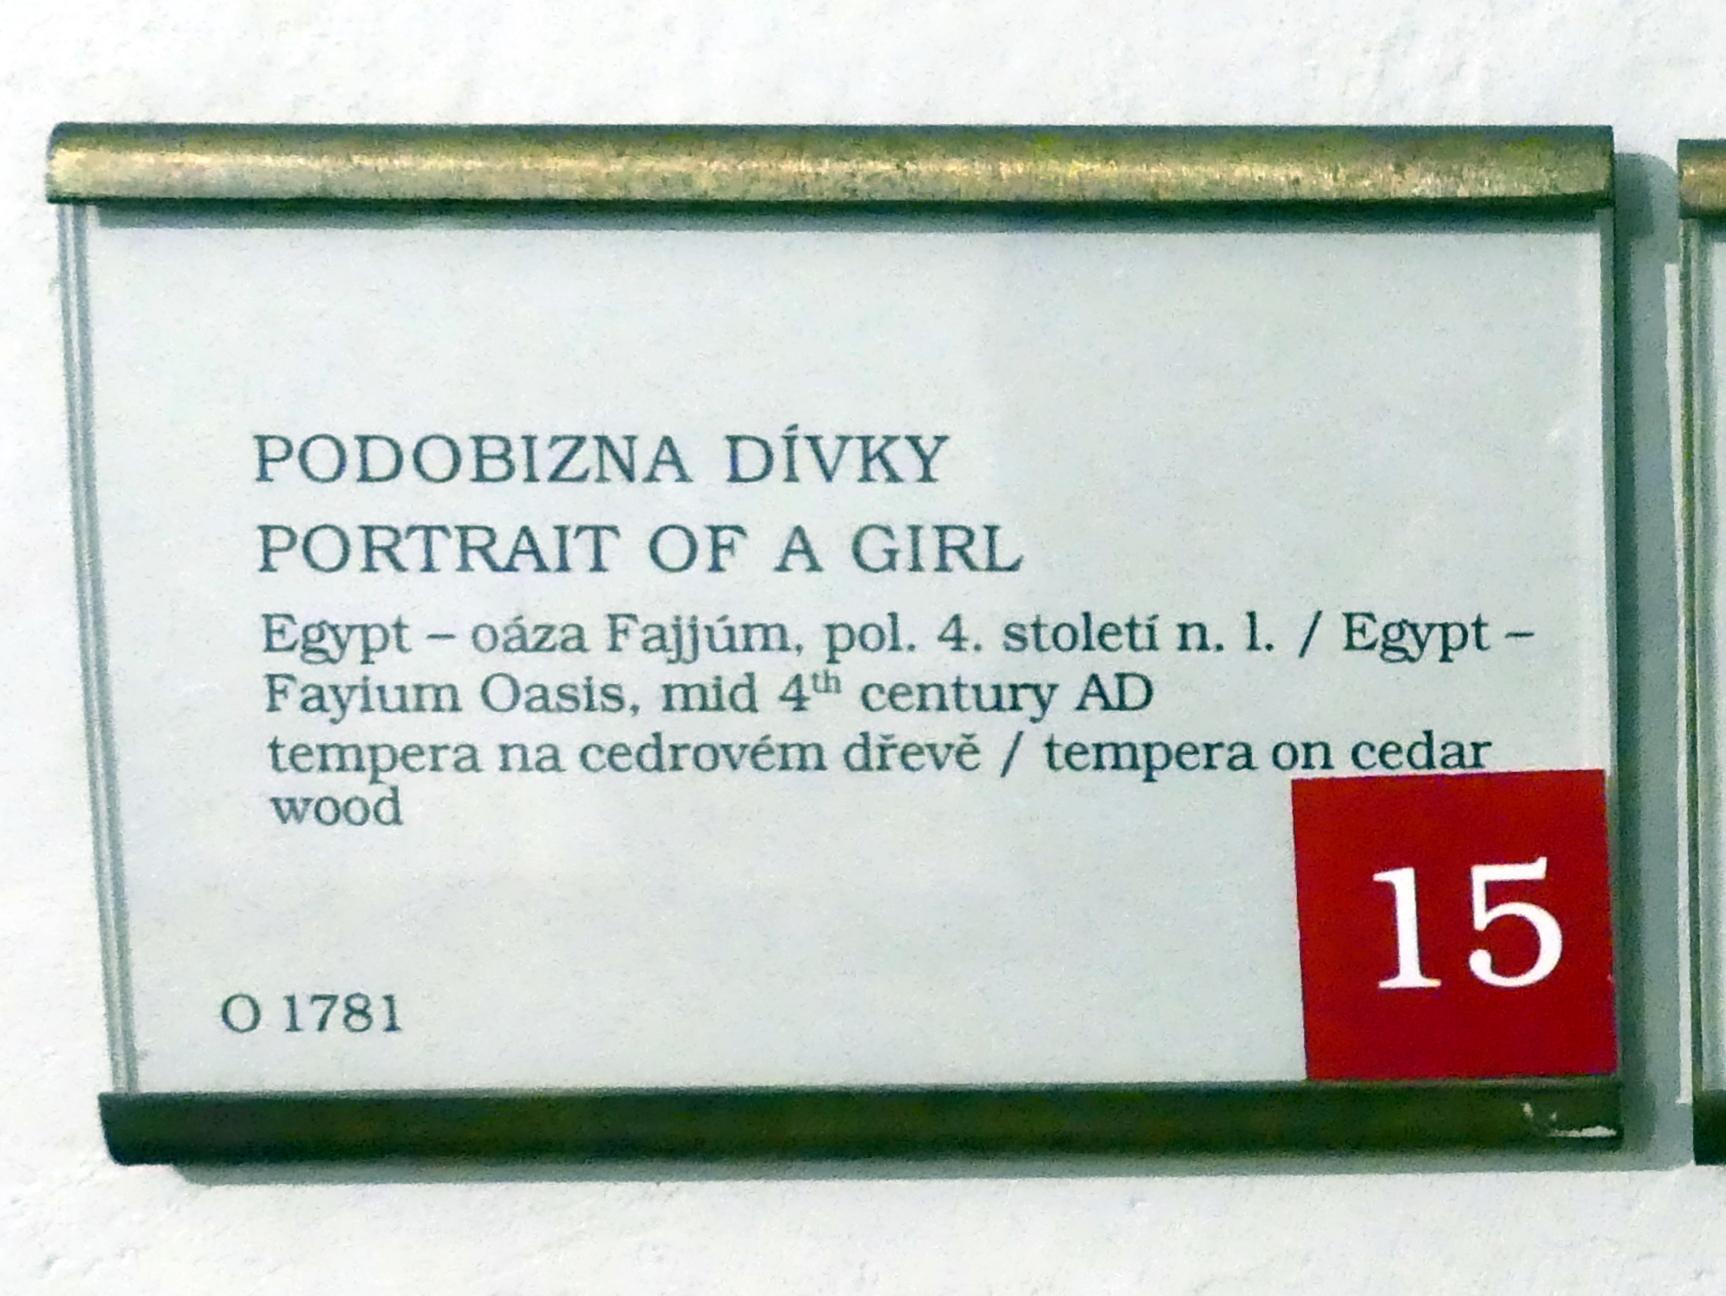 PODOBIZNA DÍVKY
PORTRAIT OF A GIRL
Egypt – oáza Fajjúm, pol. 4. století n. l. / Egypt –
Fayium Oasis, mid 4th century AD
tempera na cedrovém dřevě / tempera on cedar
wood
15
O 1781